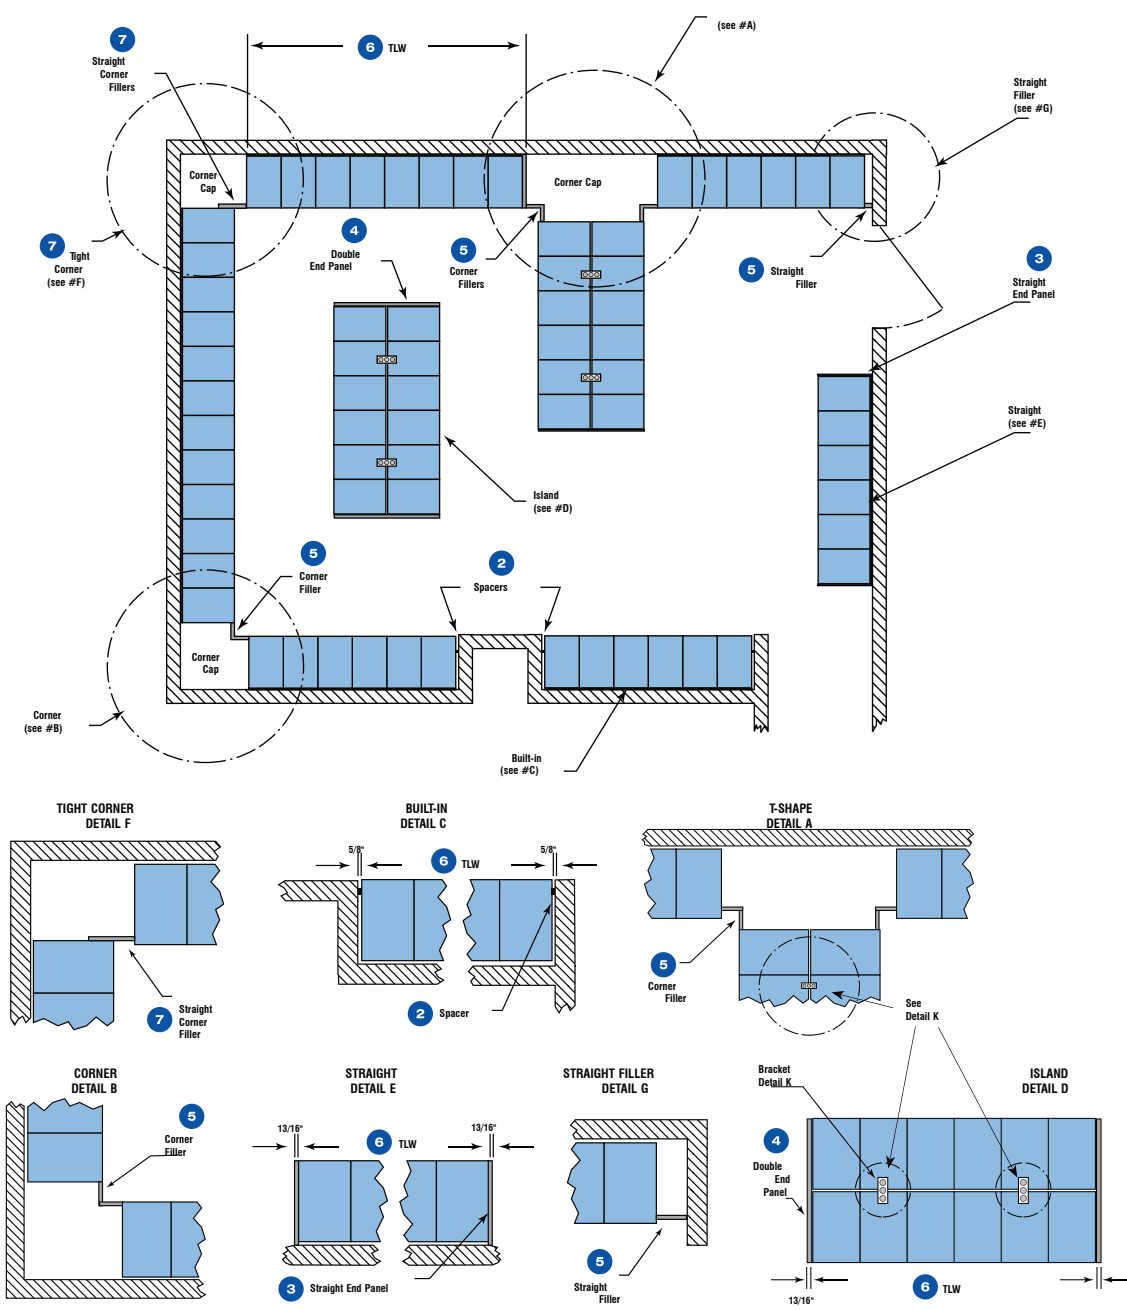 (see #A)
7
Straight
Corner
Fillers
6 TLW
Straight
Filler
(see #G)
Corner
Cap
Corner Cap
7 Tight
Corner
(see #F)
4
Double
End Panel
5
Corner
Fillers
5 Straight
Filler
3
Straight
End Panel
Straight
(see #E)
Island
(see #D)
5
Corner
Filler
2
Spacers
Corner
Cap
Corner
(see #B)
Built-in
(see #C)
TIGHT CORNER
DETAIL F
7 Straight
Corner
Filler
BUILT-IN
DETAIL C
5/8"
6 TLW
5/8"
2 Spacer
T-SHAPE
DETAIL A
5
Corner
Filler
See
Detail K
CORNER
DETAIL B
5
Corner
Filler
STRAIGHT
DETAIL E
13/16"
6 TLW
13/16"
3 Straight End Panel
STRAIGHT FILLER
DETAIL G
5
Straight
Filler
Bracket
Detail K
ISLAND
DETAIL D
4
Double
End
Panel
13/16"
6 TLW